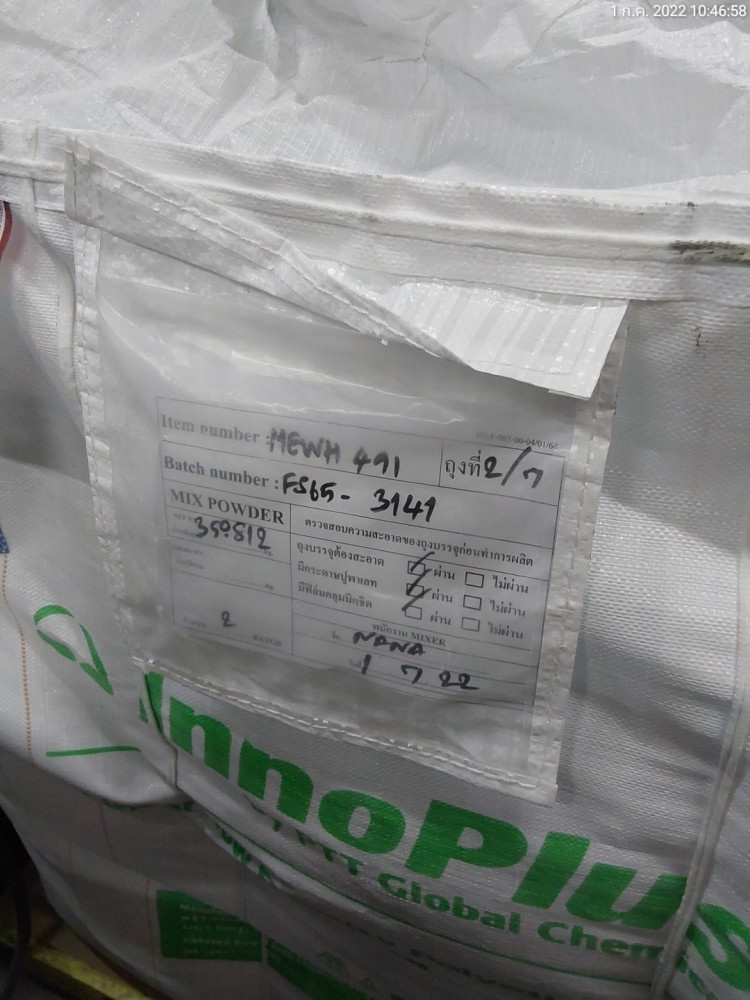 1 ก.ค. 2022 10:46:58
Item number : MEWH 491
ถุงที่ 2/7
Batch number : FS65- 3141
MIX POWDER
ตรวจสอบความสะอาดของถุงบรรจุก่อนทำการผลิต
ถุงบรรจุต้องสะอาด ผ่าน ไม่ผ่าน
มีกระดาษปูพาเลท ผ่าน ไม่ผ่าน
มีฟิล์มคลุมมิกชิด ผ่าน ไม่ผ่าน
2 BATCH
พนักงาน MIXER
NANA
1 7 22
InnoPlus
PTT Global Chem